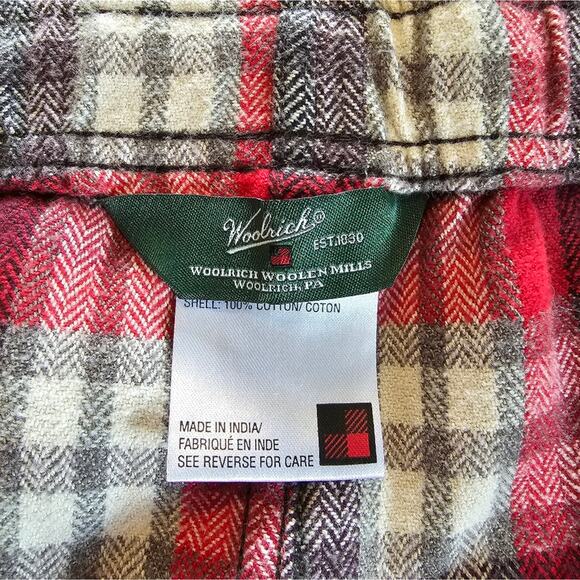 Woolrich®
EST.1830
WOOLRICH WOOLEN MILLS
WOOLRICH, PA
SHELL: 100% COTTON/ COTON
MADE IN INDIA/
FABRIQUÉ EN INDE
SEE REVERSE FOR CARE